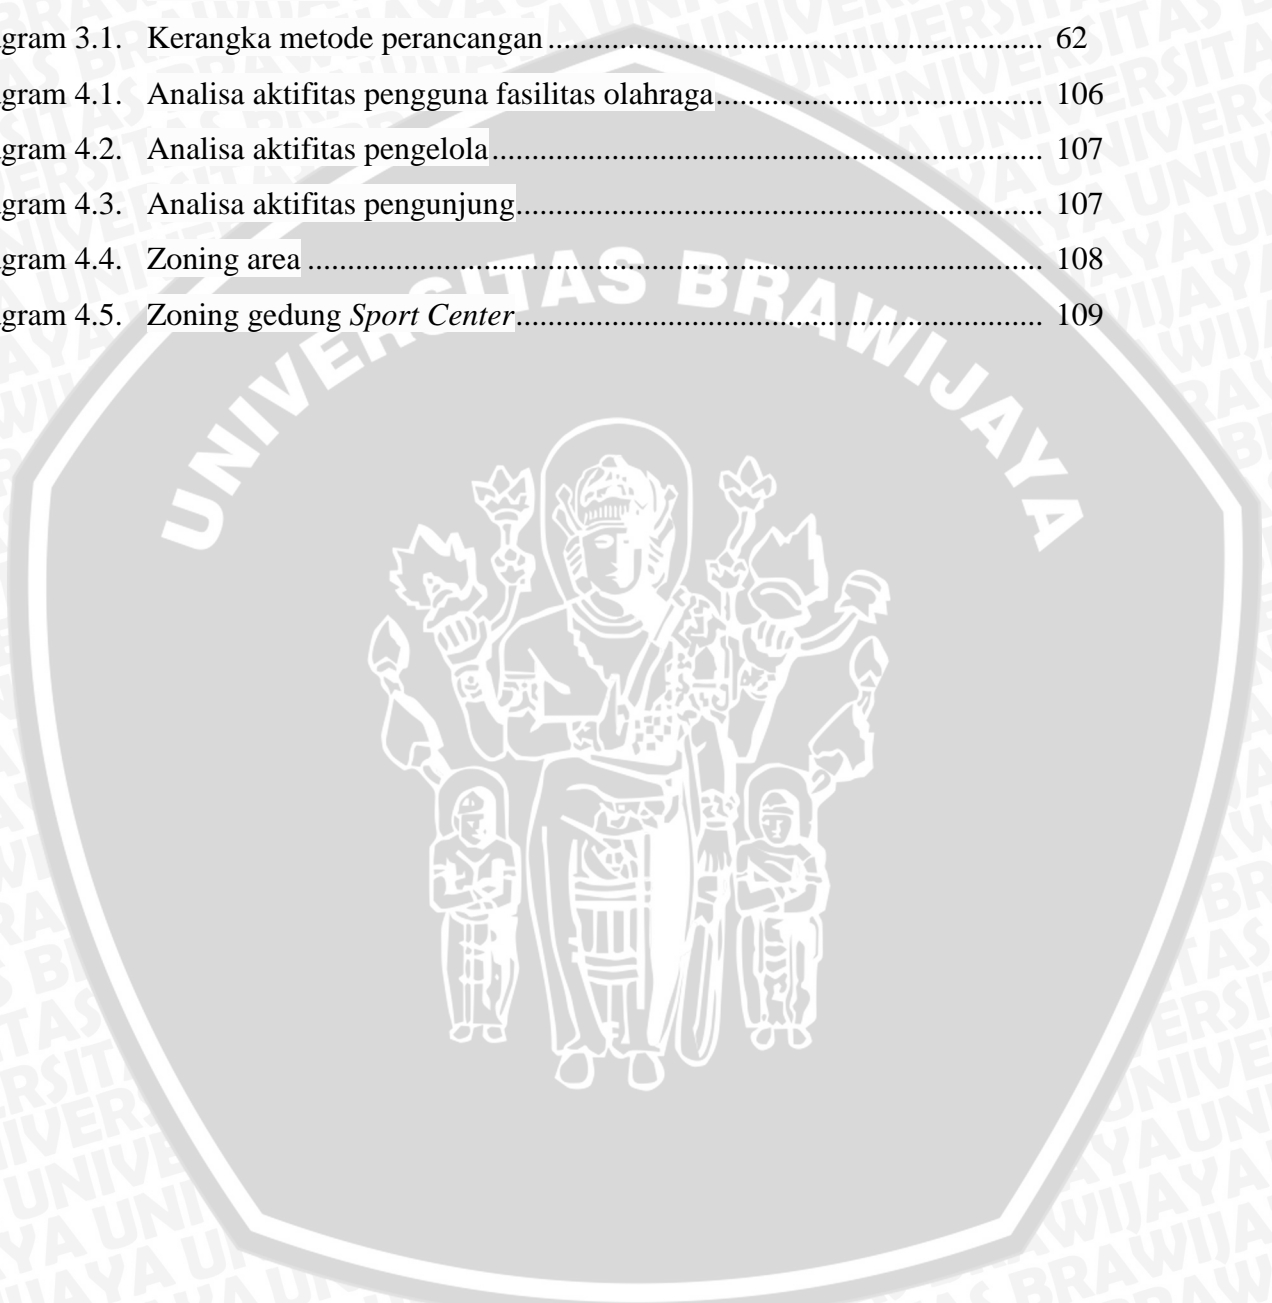 gram 3.1. Kerangka metode perancangan ............................................................. 62
gram 4.1. Analisa aktifitas pengguna fasilitas olahraga........................................ 106
gram 4.2. Analisa aktifitas pengelola.................................................................... 107
gram 4.3. Analisa aktifitas pengunjung................................................................. 107
gram 4.4. Zoning area ........................................................................................... 108
gram 4.5. Zoning gedung Sport Center................................................................. 109
UNIVERSITAS BRAWIJAYA